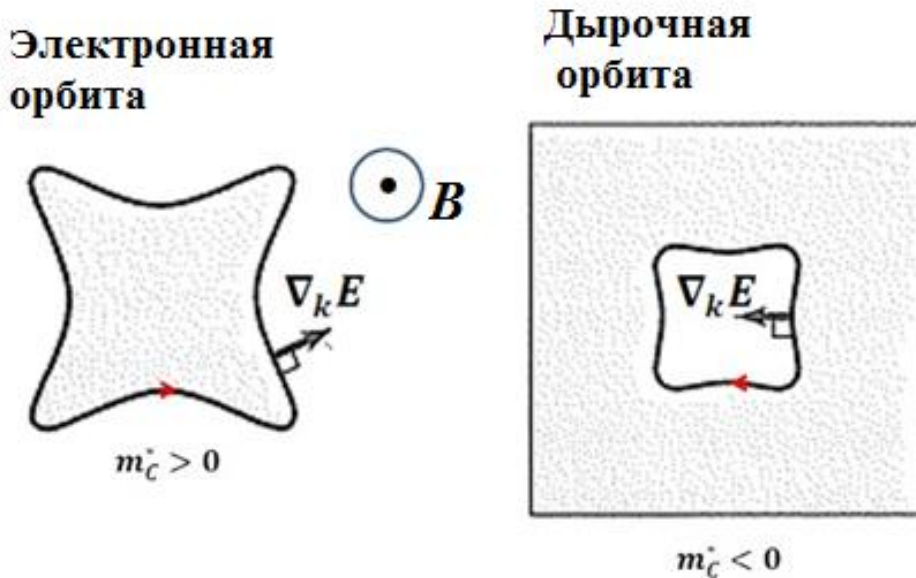 Электронная
орбита
B
∇ₖE
m*_C > 0
Дырочная
орбита
∇ₖE
m*_C < 0